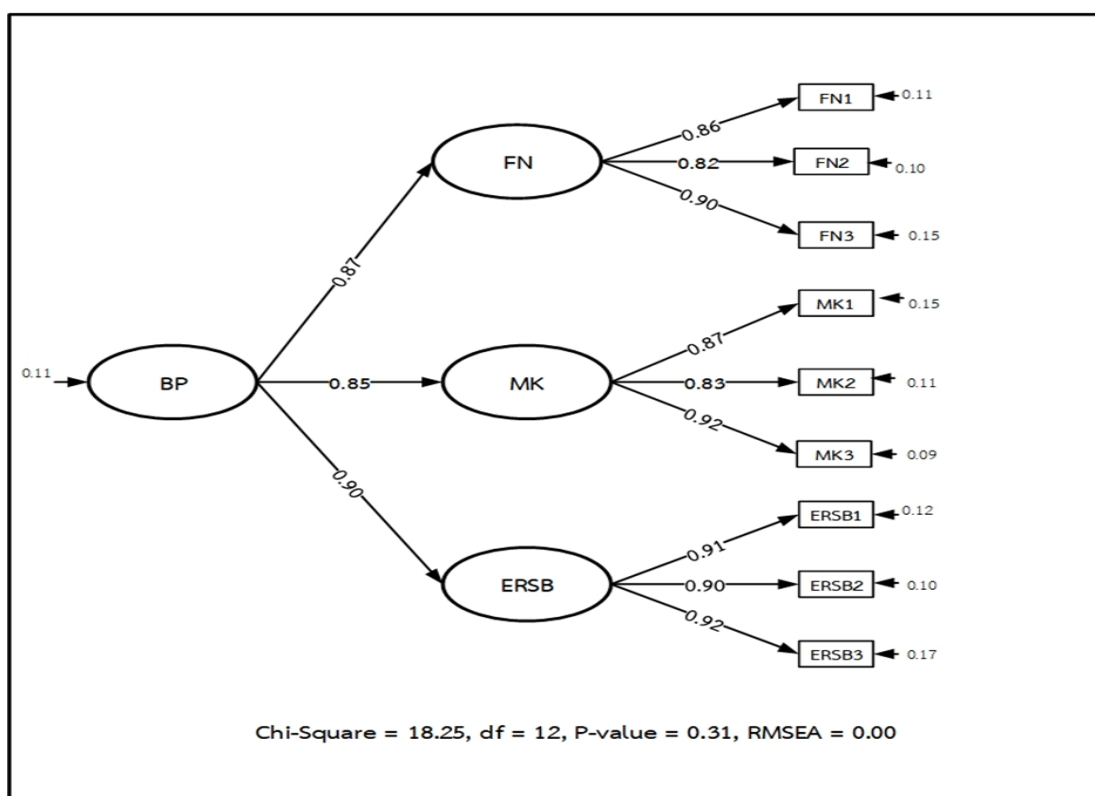 FN1
0.11
0.86
FN
0.82
FN2
0.10
0.90
FN3
0.15
0.87
MK1
0.15
0.87
0.11
BP
0.85
MK
0.83
MK2
0.11
0.92
MK3
0.09
0.90
ERSB1
0.12
0.91
ERSB
0.90
ERSB2
0.10
0.92
ERSB3
0.17
Chi-Square = 18.25, df = 12, P-value = 0.31, RMSEA = 0.00